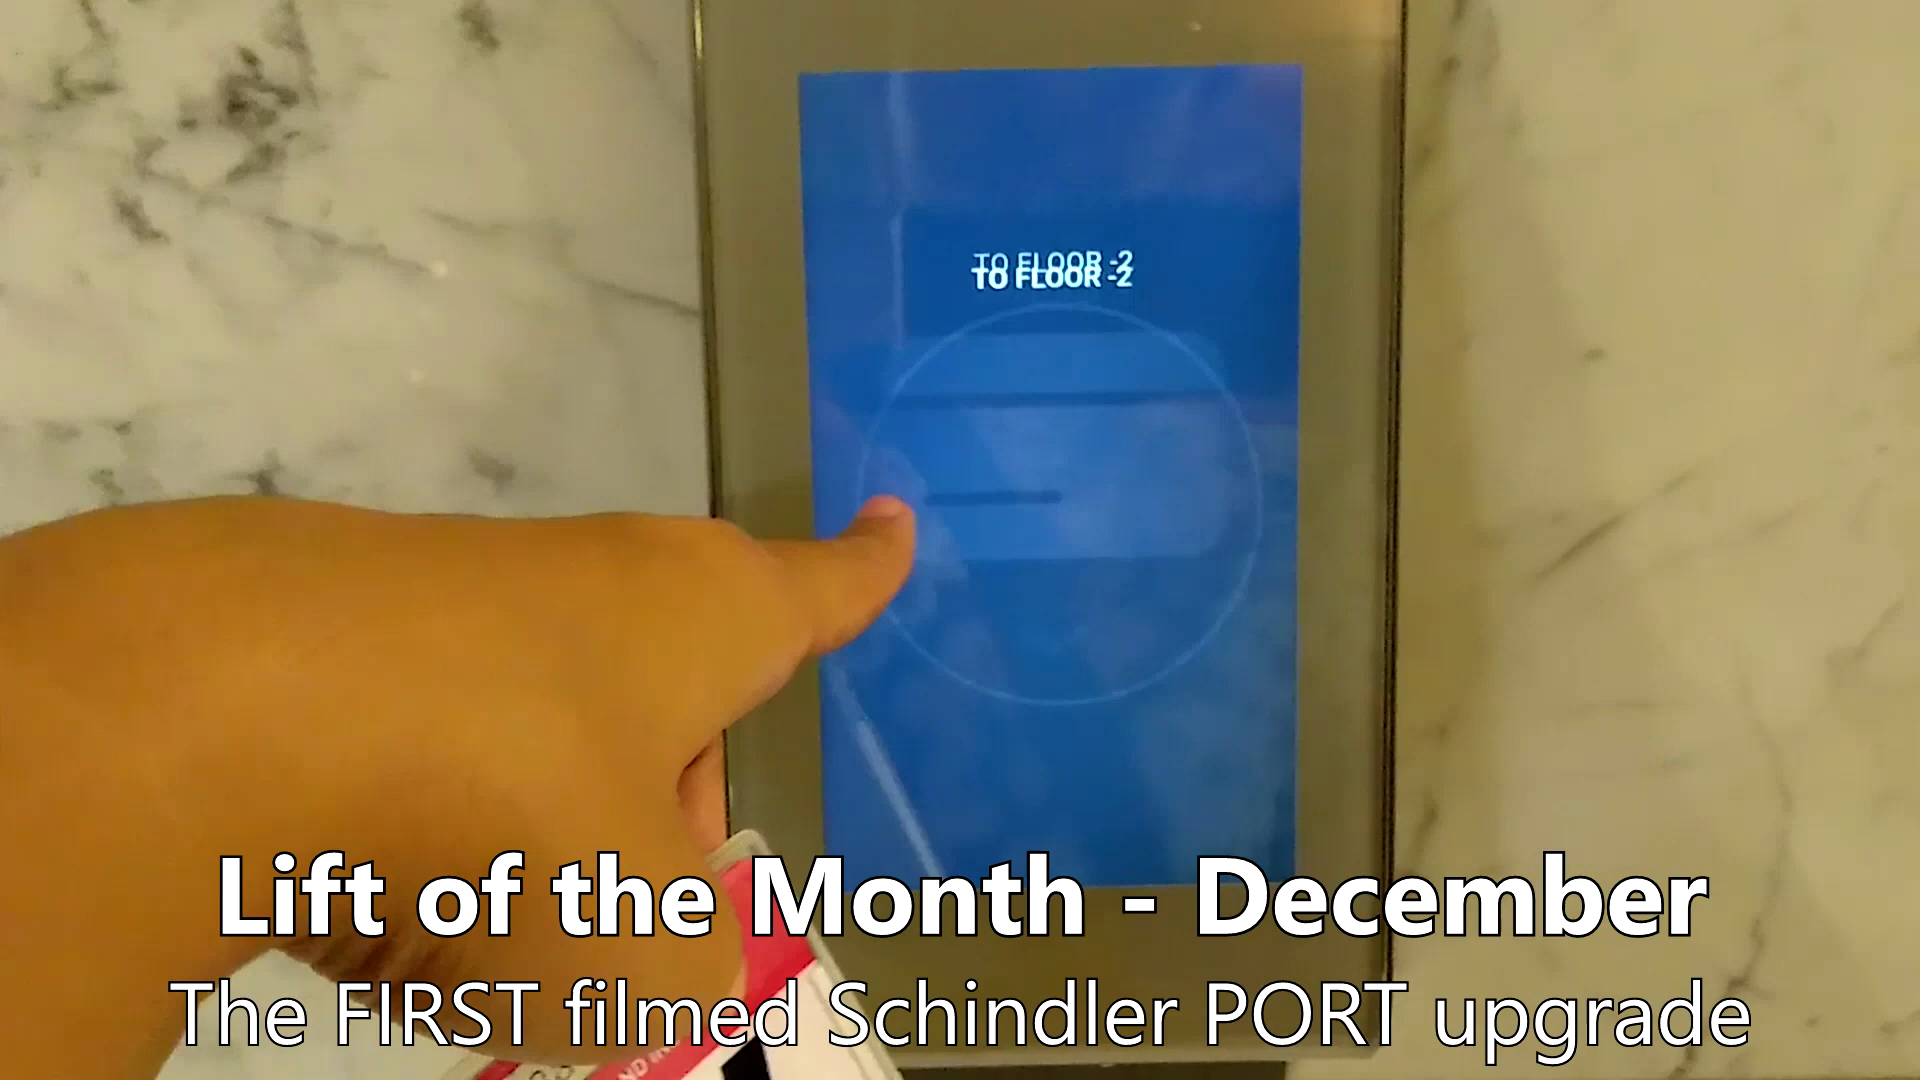 TO FLOOR -2
TO FLOOR -2
Lift of the Month - December
The FIRST filmed Schindler PORT upgrade